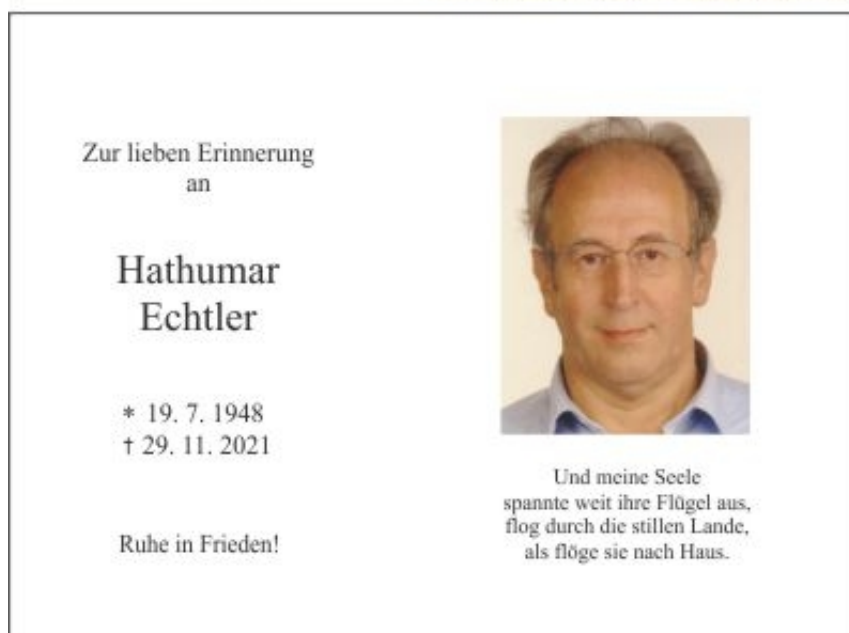 Zur lieben Erinnerung
an
Hathumar
Echtler
* 19. 7. 1948
† 29. 11. 2021
Ruhe in Frieden!
Und meine Seele
spannte weit ihre Flügel aus,
flog durch die stillen Lande,
als flöge sie nach Haus.